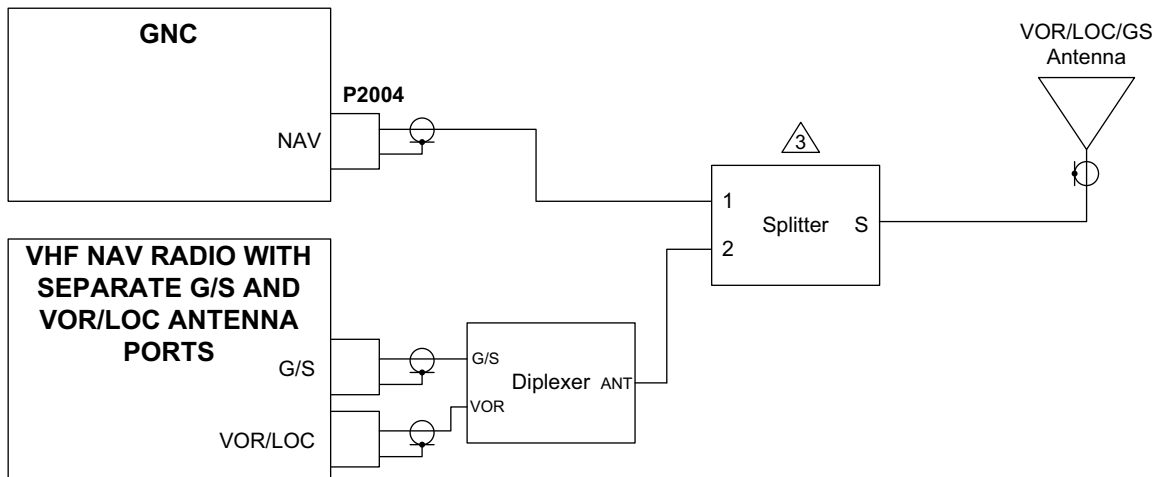 GNC
P2004
NAV
VOR/LOC/GS
Antenna
3
1
Splitter S
2
VHF NAV RADIO WITH
SEPARATE G/S AND
VOR/LOC ANTENNA
PORTS
G/S
VOR/LOC
G/S
Diplexer ANT
VOR